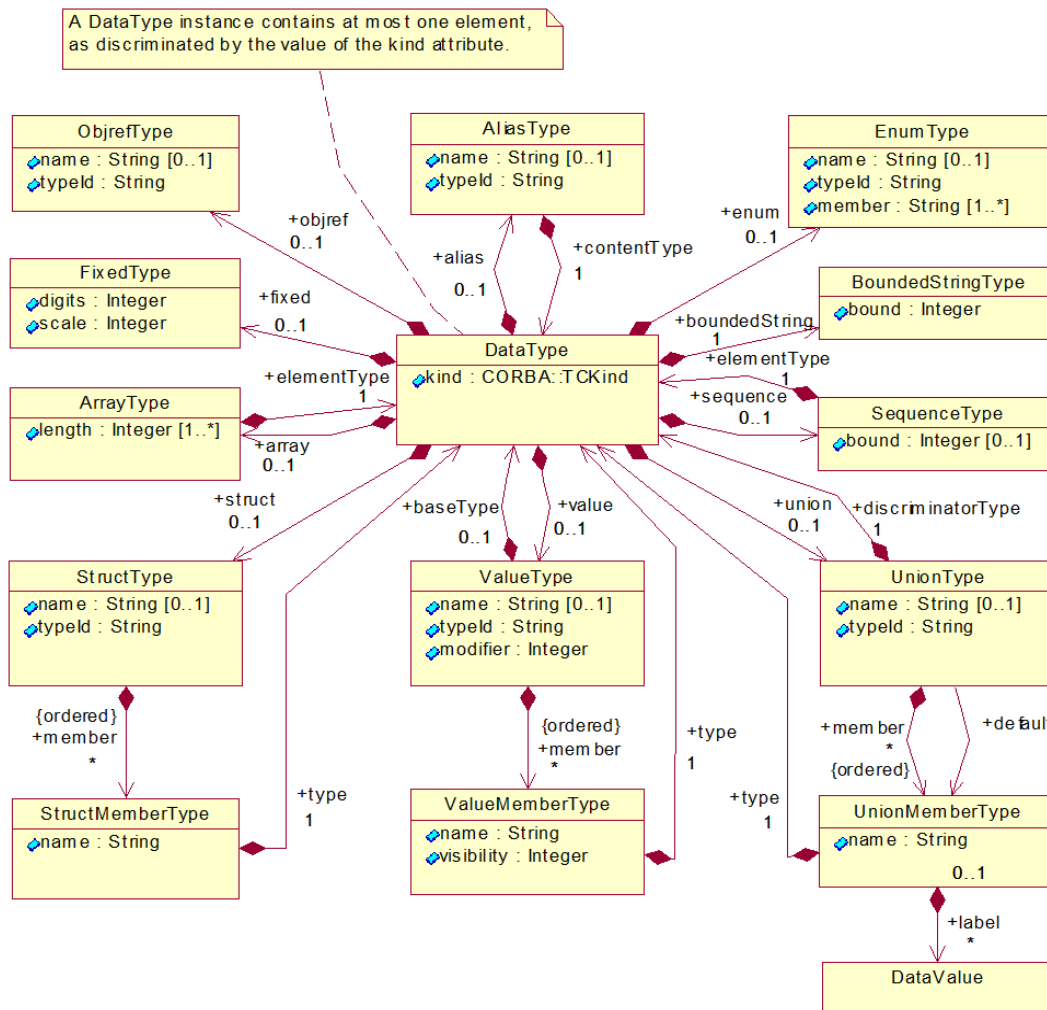 A DataType instance contains at most one element,
as discriminated by the value of the kind attribute.
ObjrefType
name : String [0..1]
typeId : String
AliasType
name : String [0..1]
typeId : String
EnumType
name : String [0..1]
typeId : String
member : String [1..*]
+objref
0..1
+alias
0..1
+contentType
1
+enum
0..1
FixedType
digits : Integer
scale : Integer
+fixed
0..1
BoundedStringType
bound : Integer
+boundedString
1
DataType
kind : CORBA::TCKind
ArrayType
length : Integer [1..*]
+elementType
1
+array
0..1
+elementType
1
+sequence
0..1
SequenceType
bound : Integer [0..1]
+struct
0..1
+baseType
0..1
+value
0..1
+union
0..1
+discriminatorType
1
StructType
name : String [0..1]
typeId : String
ValueType
name : String [0..1]
typeId : String
modifier : Integer
UnionType
name : String [0..1]
typeId : String
{ordered}
+member
*
{ordered}
+member
*
+member
*
{ordered}
+default
+type
1
+type
1
+type
1
StructMemberType
name : String
ValueMemberType
name : String
visibility : Integer
UnionMemberType
name : String
0..1
+label
*
DataValue